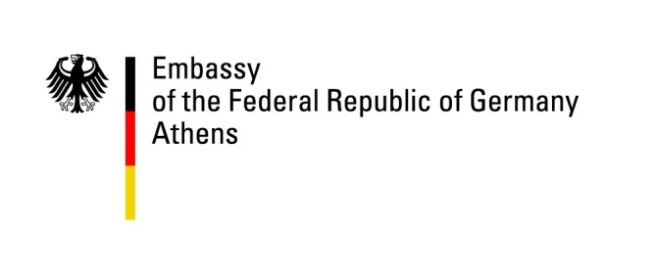 Embassy
of the Federal Republic of Germany
Athens